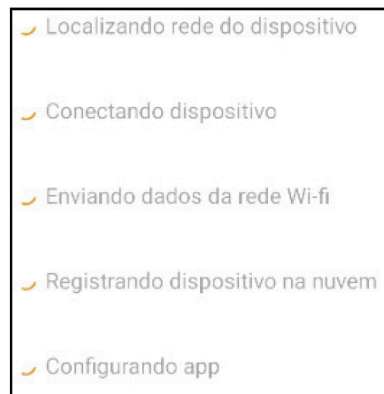 Localizando rede do dispositivo
Conectando dispositivo
Enviando dados da rede Wi-fi
Registrando dispositivo na nuvem
Configurando app